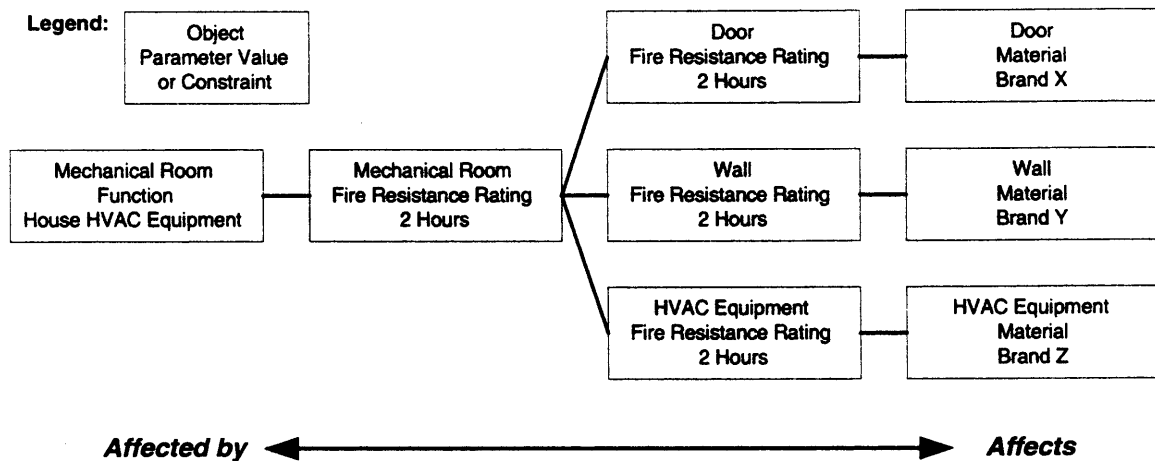 Legend:
Object
Parameter Value
or Constraint
Door
Fire Resistance Rating
2 Hours
Door
Material
Brand X
Mechanical Room
Function
House HVAC Equipment
Mechanical Room
Fire Resistance Rating
2 Hours
Wall
Fire Resistance Rating
2 Hours
Wall
Material
Brand Y
HVAC Equipment
Fire Resistance Rating
2 Hours
HVAC Equipment
Material
Brand Z
Affected by
Affects